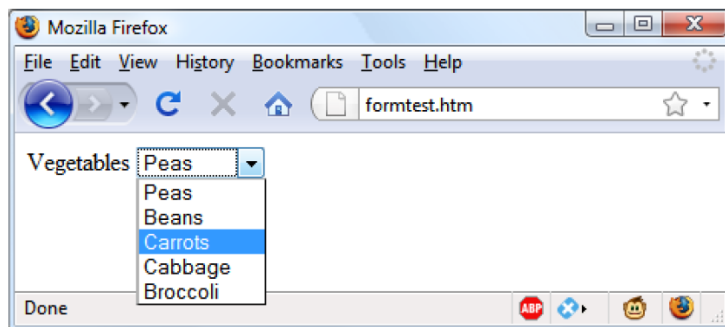 Mozilla Firefox
File Edit View History Bookmarks Tools Help
formtest.htm
Vegetables Peas
Peas
Beans
Carrots
Cabbage
Broccoli
Done ABP